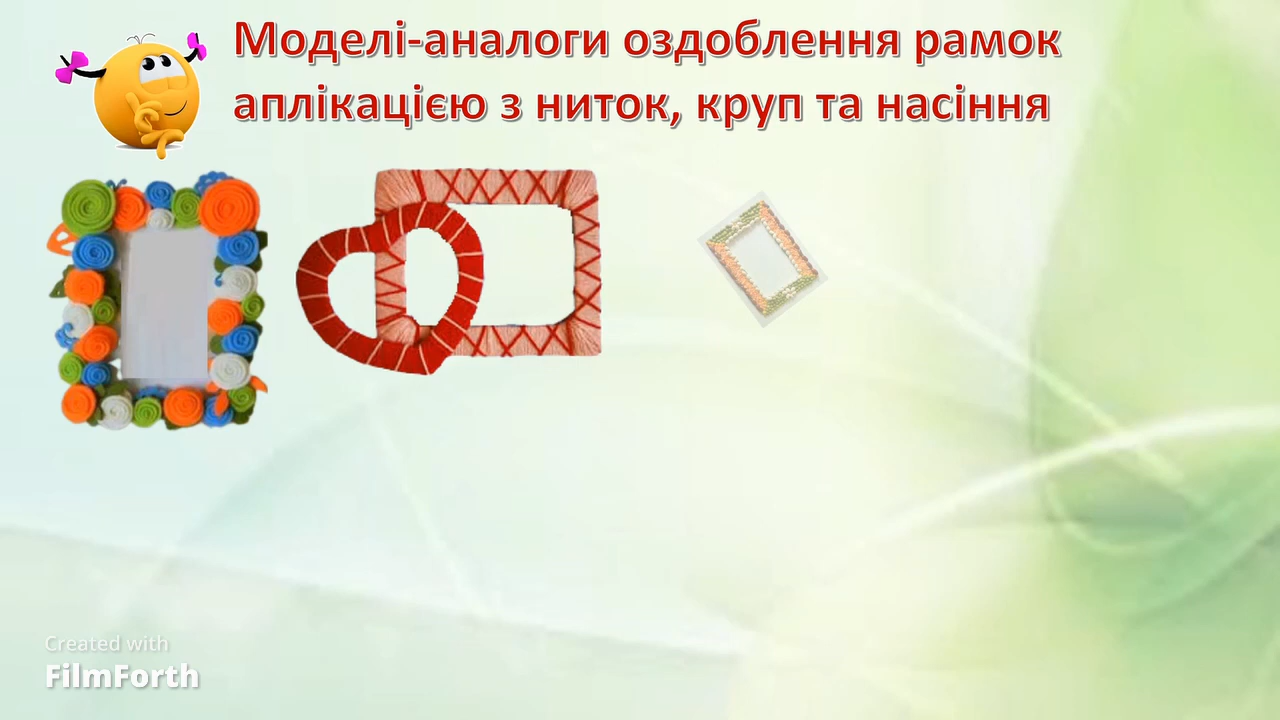 Моделі-аналоги оздоблення рамок
аплікацією з ниток, круп та насіння
Created with
FilmForth